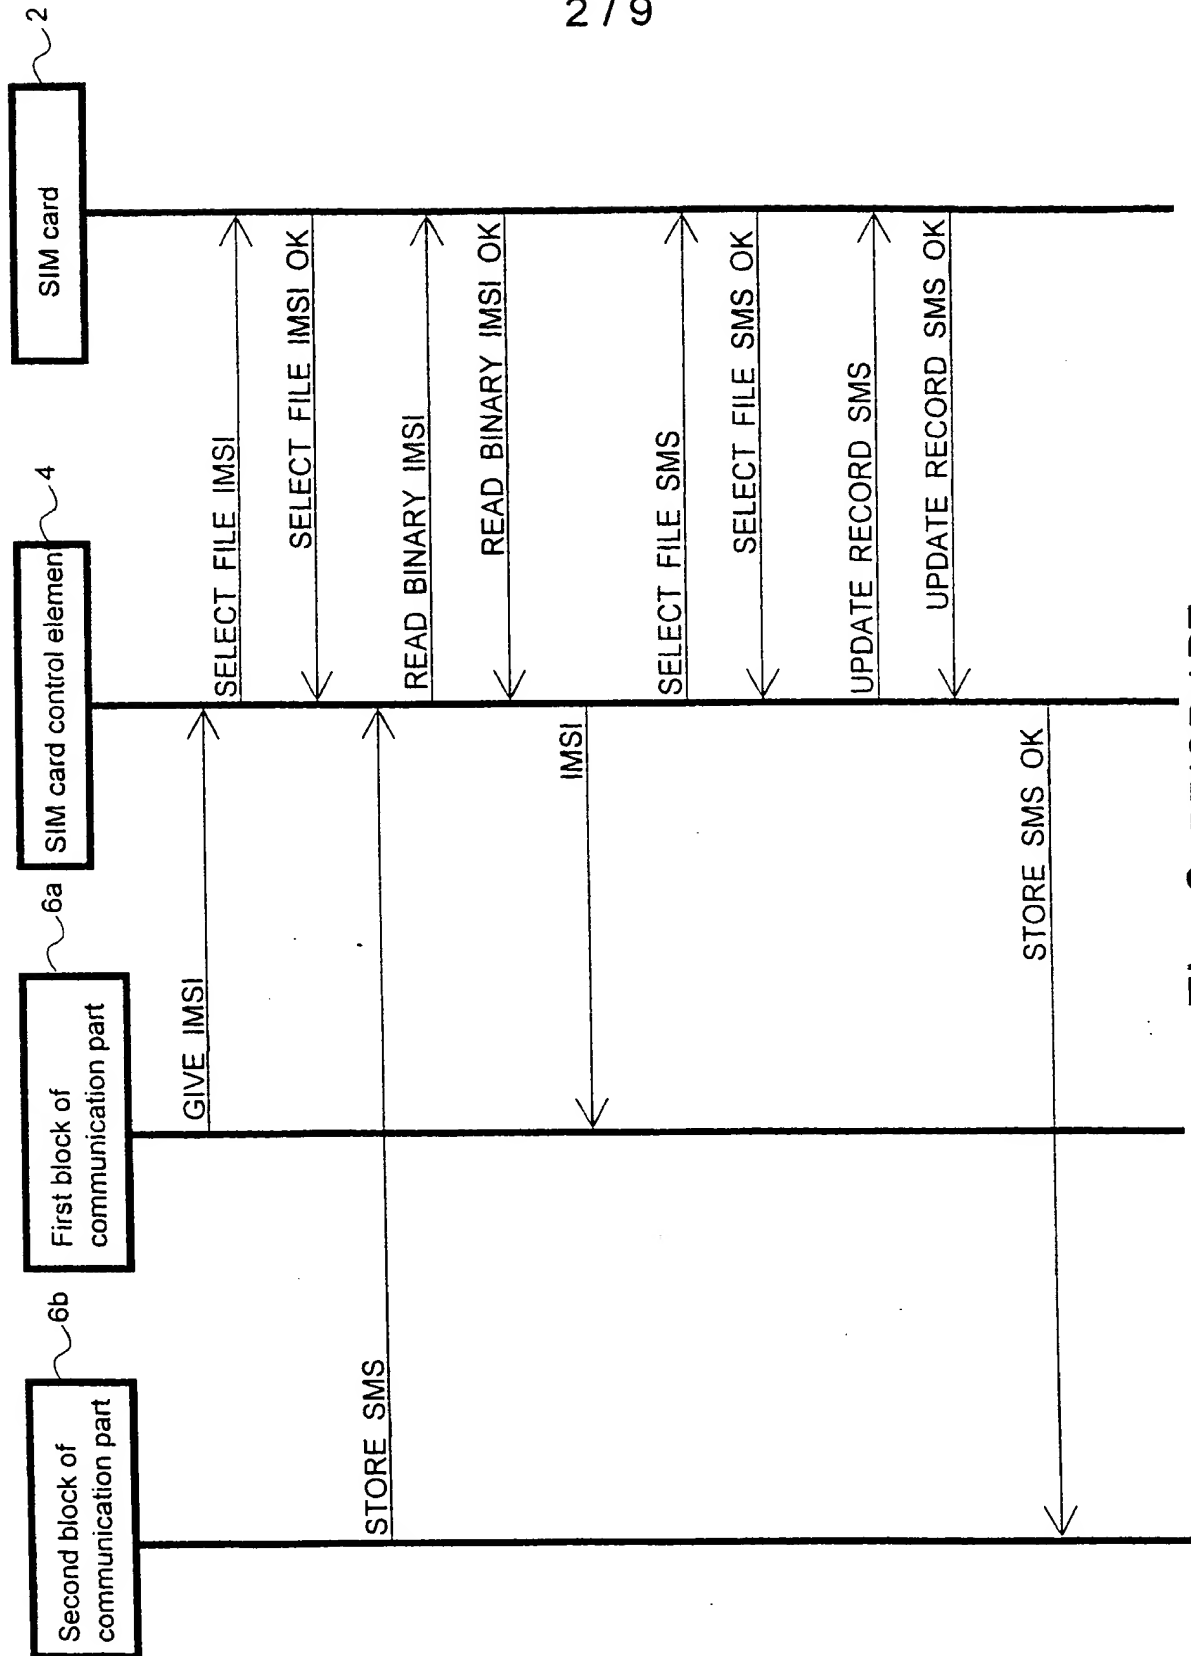 2 / 9
Second block of
communication part
6b
First block of
communication part
6a
SIM card control elemen
4
SIM card
2
GIVE IMSI
SELECT FILE IMSI
SELECT FILE IMSI OK
STORE SMS
READ BINARY IMSI
READ BINARY IMSI OK
IMSI
SELECT FILE SMS
SELECT FILE SMS OK
UPDATE RECORD SMS
UPDATE RECORD SMS OK
STORE SMS OK